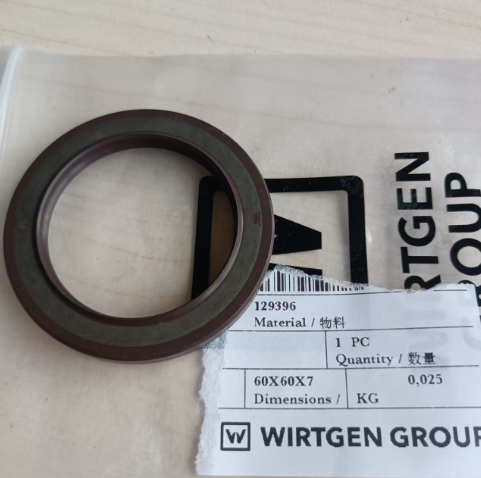 WIRTGEN
GROUP
129396
Material / 物料
1 PC
Quantity / 数量
60X60X7
0,025
Dimensions /
KG
W WIRTGEN GROUP